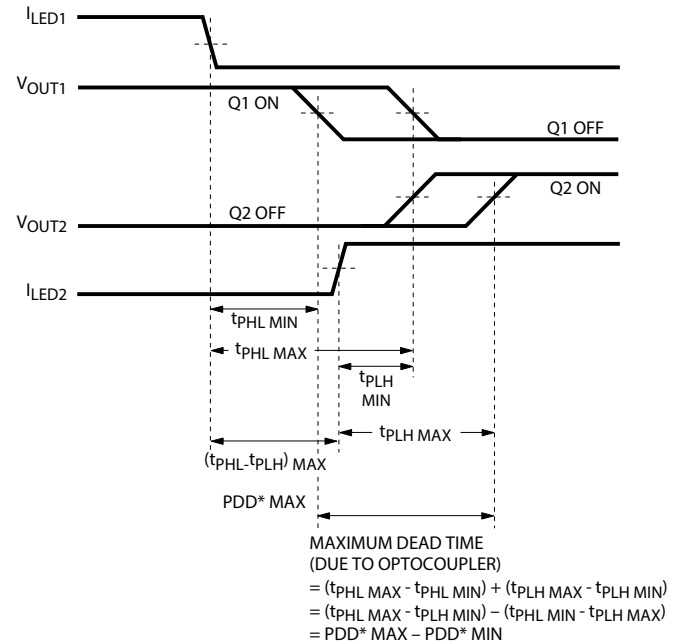 ILED1
VOUT1
Q1 ON
Q1 OFF
Q2 ON
Q2 OFF
VOUT2
ILED2
tPHL MIN
tPHL MAX
tPLH
MIN
tPLH MAX
(tPHL-tPLH) MAX
PDD* MAX
MAXIMUM DEAD TIME
(DUE TO OPTOCOUPLER)
= (tPHL MAX - tPHL MIN) + (tPLH MAX - tPLH MIN)
= (tPHL MAX - tPLH MIN) – (tPHL MIN - tPLH MAX)
= PDD* MAX – PDD* MIN